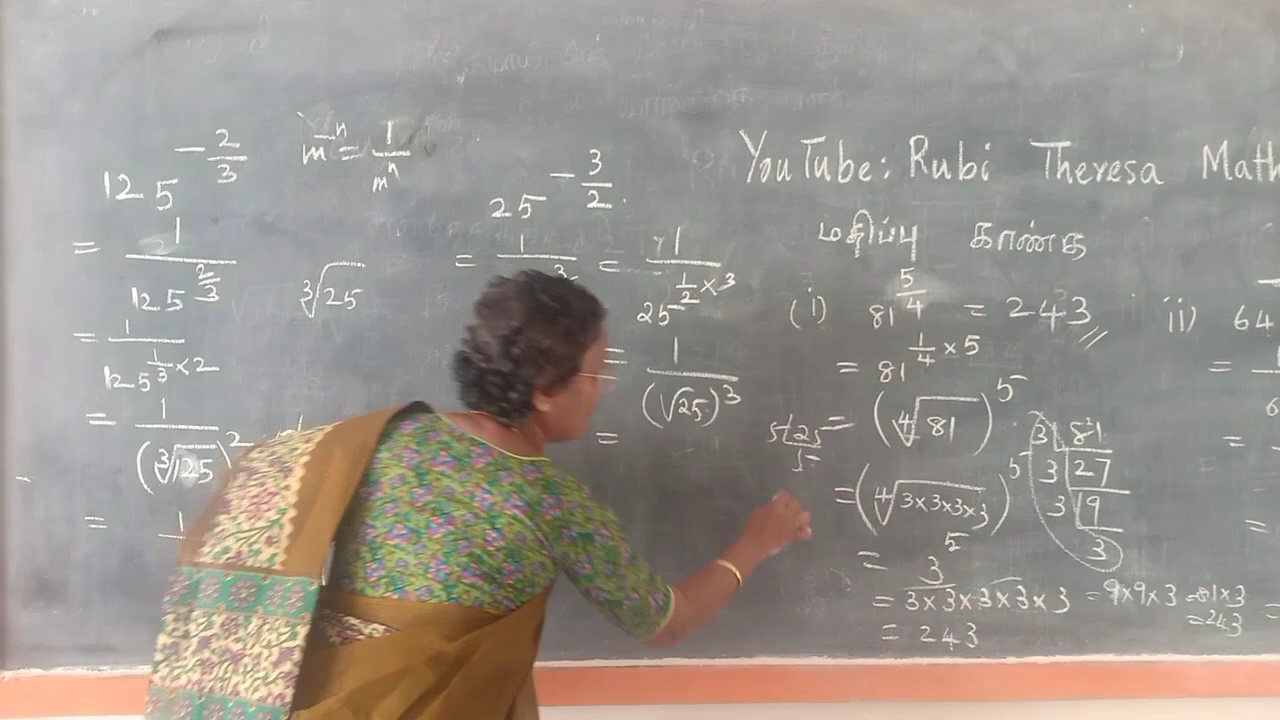 125^{-2/3}
m^{-n} = 1/m^n
= 1/125^{2/3}
∛25
= 1/125^{1/3 × 2}
= 1/(∛125)^2
= 1
25^{-3/2}
= 1/ = 1/25^{1/2 × 3}
= 1/(√25)^3
=
5|25
5
YouTube: Rubi Theresa Math
மதிப்பு காண்க
(i) 81^{5/4} = 243
= 81^{1/4 × 5}
= (∜81)^5
= (∜3×3×3×3)^5
= 3^5
= 3×3×3×3×3 = 9×9×3 = 81×3
= 243 = 243
3|81
3|27
3|9
3
ii) 64
=
6
=
=
=